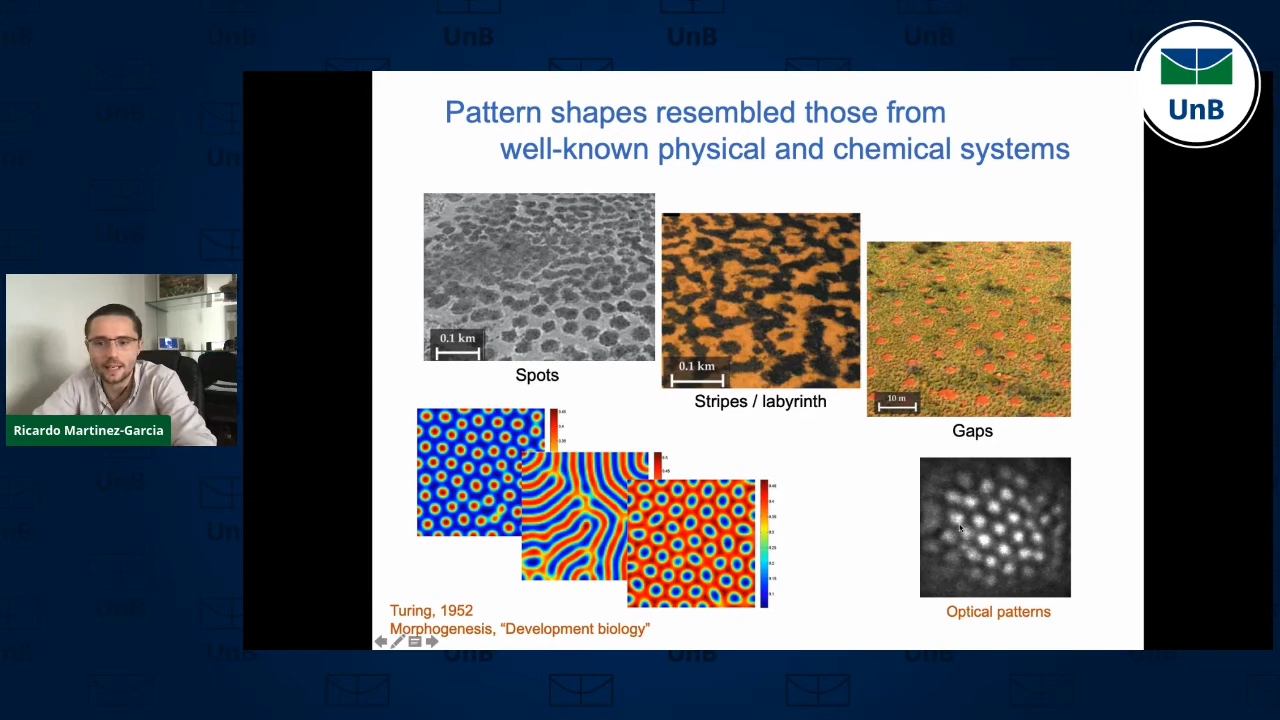 UnB
Pattern shapes resembled those from
well-known physical and chemical systems
0.1 km
Spots
0.1 km
Stripes / labyrinth
10 m
Gaps
Ricardo Martinez-Garcia
Turing, 1952
Morphogenesis, “Development biology”
Optical patterns